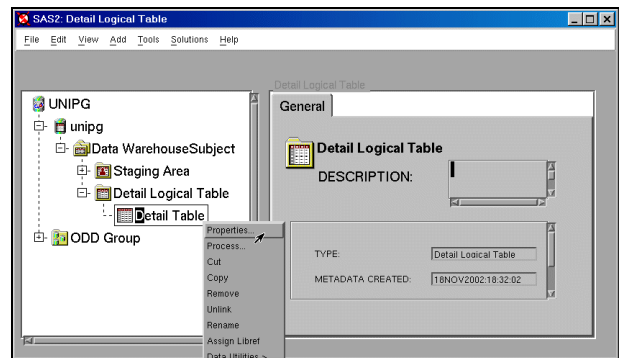 SAS2: Detail Logical Table
File Edit View Add Tools Solutions Help
Detail Logical Table
General
UNIPG
unipg
Data WarehouseSubject
Staging Area
Detail Logical Table
Detail Table
ODD Group
Detail Logical Table
DESCRIPTION:
TYPE:
Detail Logical Table
METADATA CREATED:
18NOV2002:18:32:02
Properties...
Process...
Cut
Copy
Remove
Unlink
Rename
Assign Libref
Data Utilities >